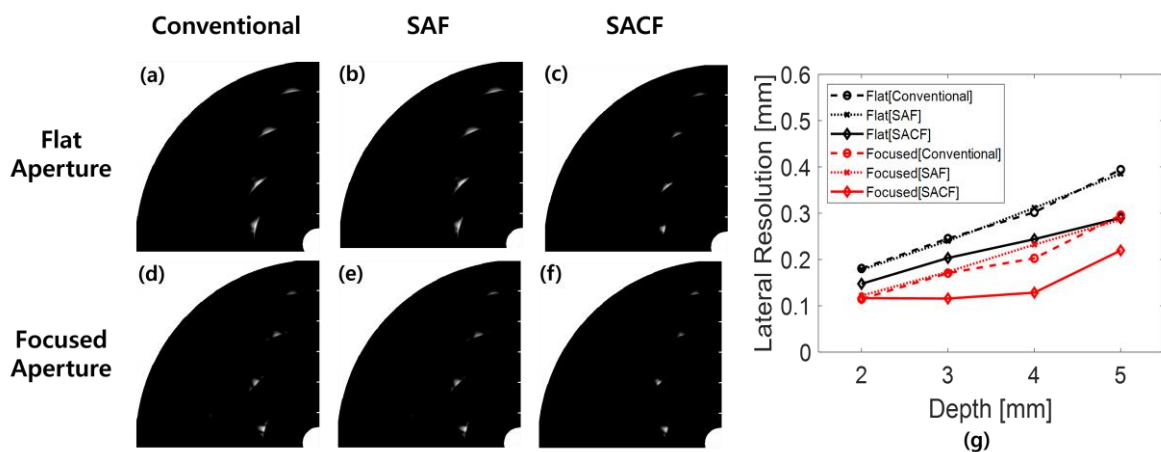 Conventional SAF SACF
(a) (b) (c)
Flat
Aperture
(d) (e) (f)
Focused
Aperture
Lateral Resolution [mm]
0.6
0.5
0.4
0.3
0.2
0.1
0
Flat[Conventional]
Flat[SAF]
Flat[SACF]
Focused[Conventional]
Focused[SAF]
Focused[SACF]
2 3 4 5
Depth [mm]
(g)